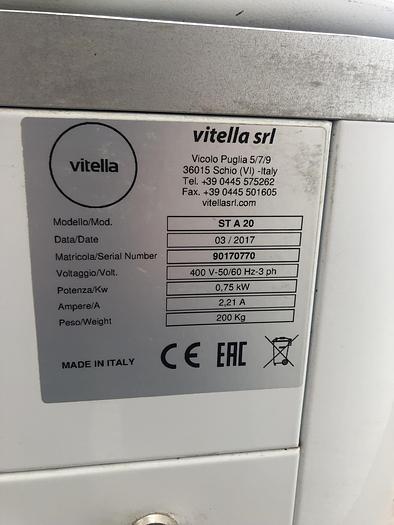 vitella
vitella srl
Vicolo Puglia 5/7/9
36015 Schio (VI) -Italy
Tel. +39 0445 575262
Fax. +39 0445 501605
vitellasrl.com
Modello/Mod. ST A 20
Data/Date 03 / 2017
Matricola/Serial Number 90170770
Voltaggio/Volt. 400 V-50/60 Hz-3 ph
Potenza/Kw 0,75 kW
Ampere/A 2,21 A
Peso/Weight 200 Kg
MADE IN ITALY CE EAC